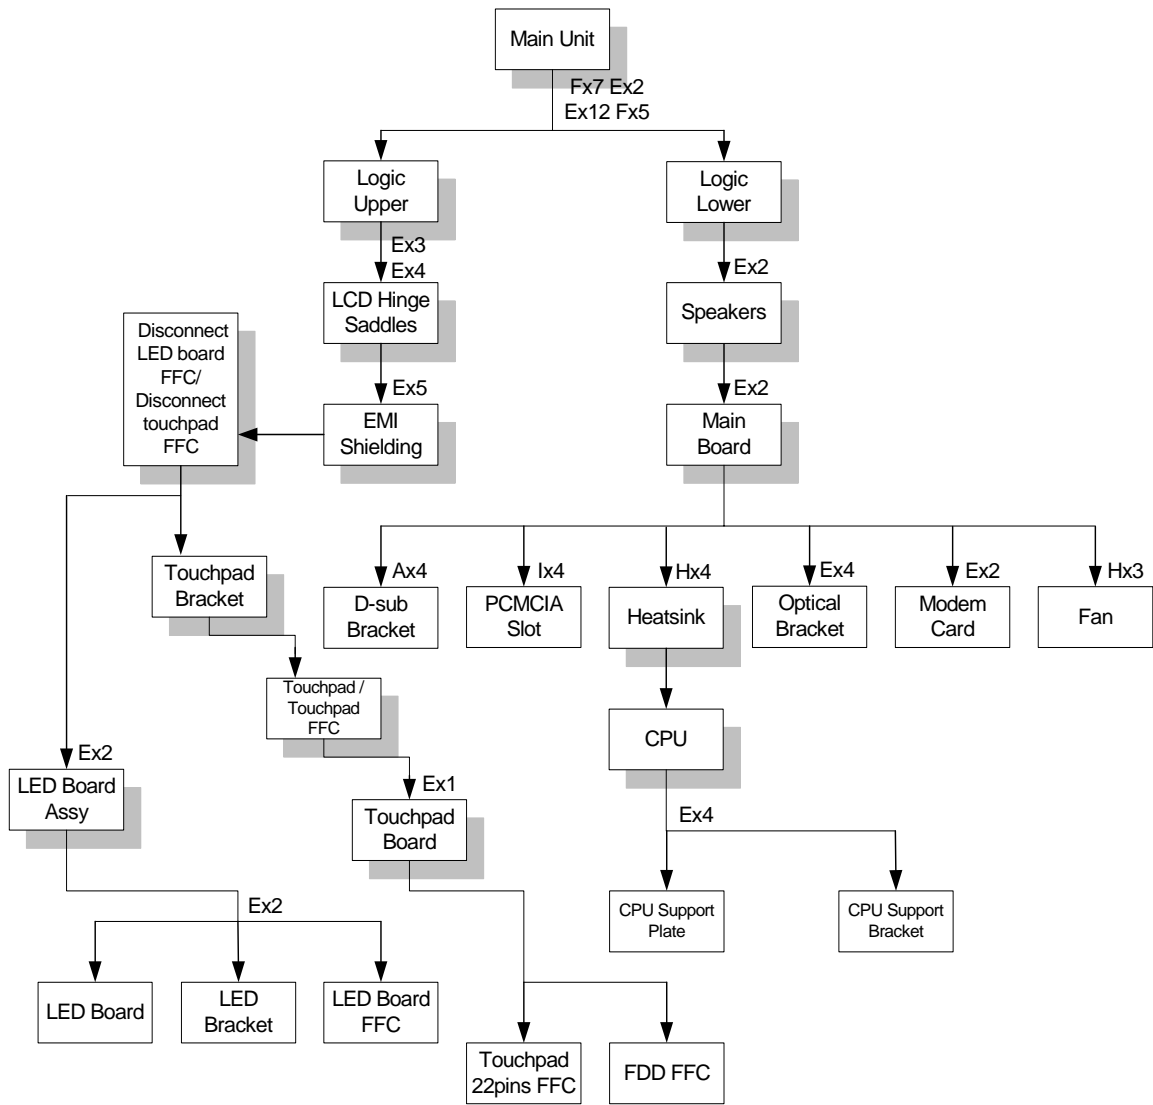 Main Unit
Fx7 Ex2
Ex12 Fx5
Logic
Upper
Logic
Lower
Ex3
Ex4
Ex2
LCD Hinge
Saddles
Speakers
Disconnect
LED board
FFC/
Disconnect
touchpad
FFC
Ex5
Ex2
EMI
Shielding
Main
Board
Touchpad
Bracket
Ax4
Ix4
Hx4
Ex4
Ex2
Hx3
D-sub
Bracket
PCMCIA
Slot
Heatsink
Optical
Bracket
Modem
Card
Fan
Touchpad /
Touchpad
FFC
CPU
Ex2
LED Board
Assy
Ex1
Touchpad
Board
Ex4
CPU Support
Plate
CPU Support
Bracket
Ex2
LED Board
LED
Bracket
LED Board
FFC
Touchpad
22pins FFC
FDD FFC